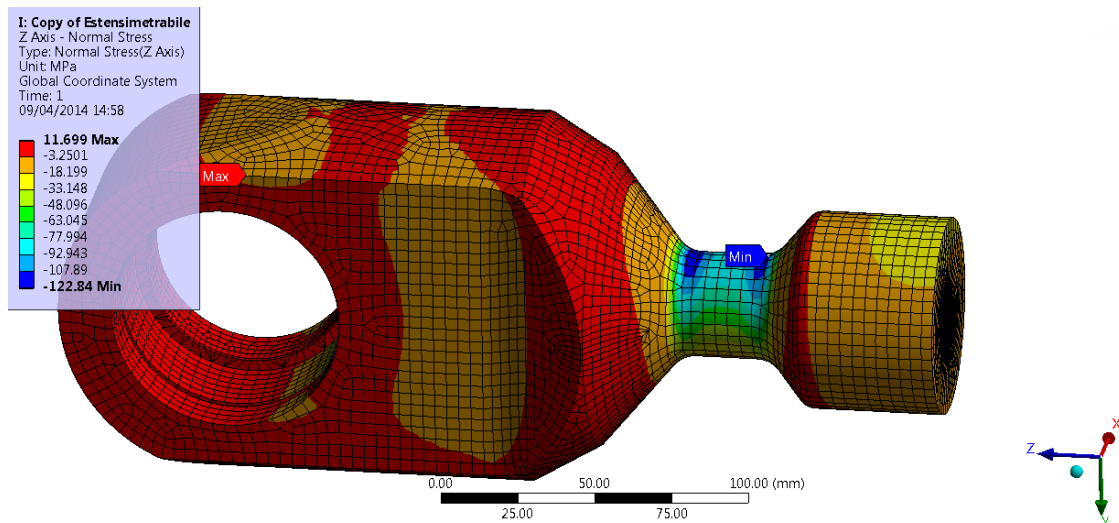 I: Copy of Estensimetrabile
Z Axis - Normal Stress
Type: Normal Stress(Z Axis)
Unit: MPa
Global Coordinate System
Time: 1
09/04/2014 14:58
11.699 Max
-3.2501
-18.199
-33.148
-48.096
-63.045
-77.994
-92.943
-107.89
-122.84 Min
Max
Min
0.00 50.00 100.00 (mm)
25.00 75.00
X
Z
Y